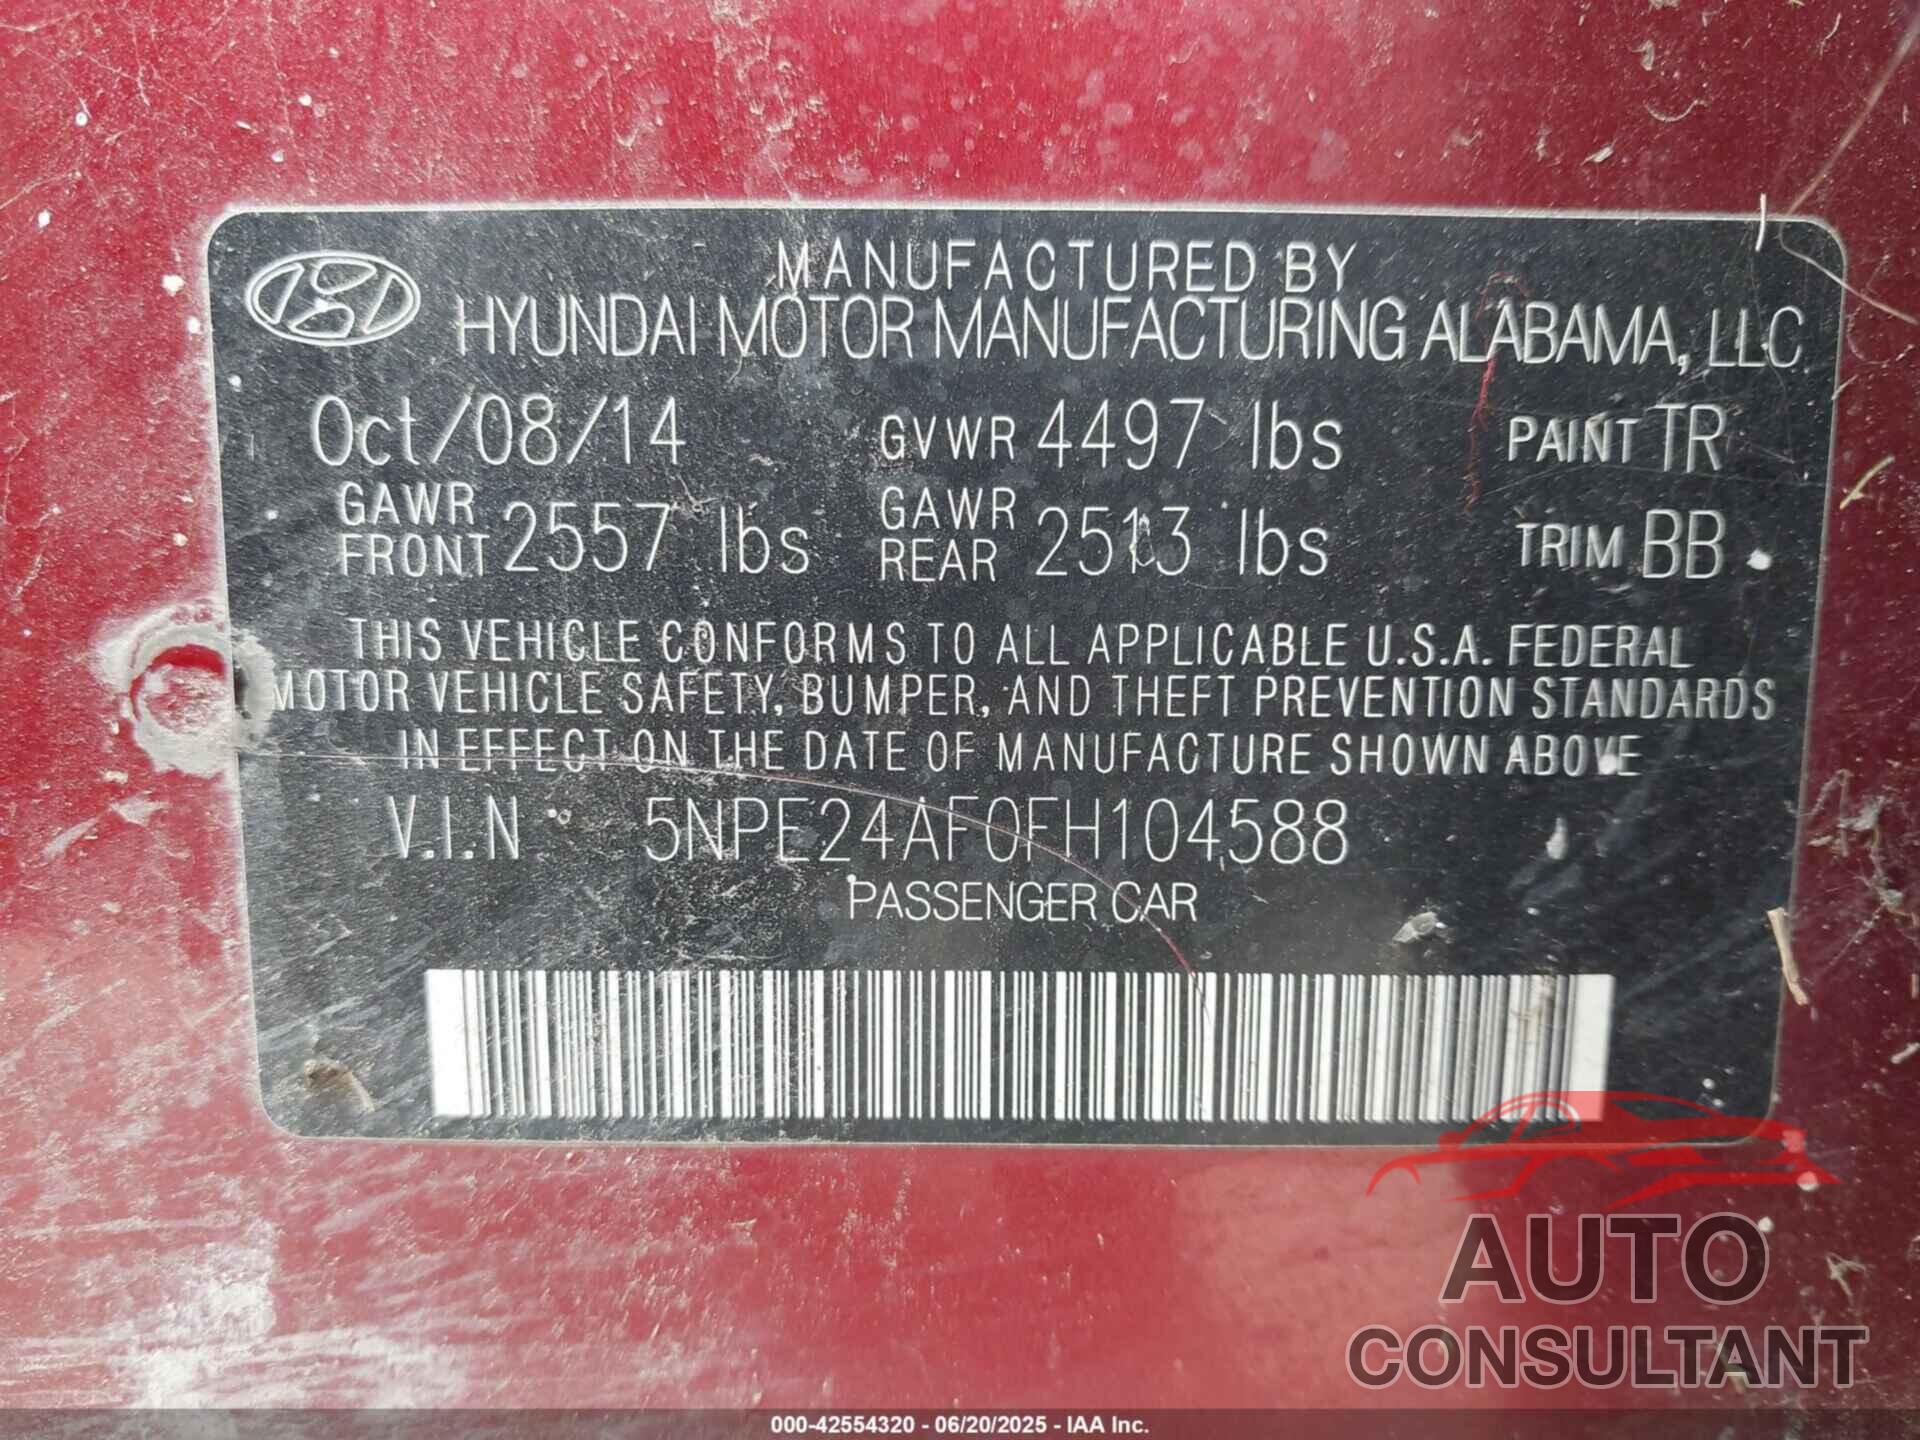 MANUFACTURED BY
HYUNDAI MOTOR MANUFACTURING ALABAMA, LLC
Oct/08/14 GVWR 4497 lbs PAINT TR
GAWR FRONT 2557 lbs GAWR REAR 2513 lbs TRIM BB
THIS VEHICLE CONFORMS TO ALL APPLICABLE U.S.A. FEDERAL
MOTOR VEHICLE SAFETY, BUMPER, AND THEFT PREVENTION STANDARDS
IN EFFECT ON THE DATE OF MANUFACTURE SHOWN ABOVE
V.I.N : 5NPE24AF0FH104588
PASSENGER CAR
AUTO
CONSULTANT
000-42554320 - 06/20/2025 - IAA Inc.